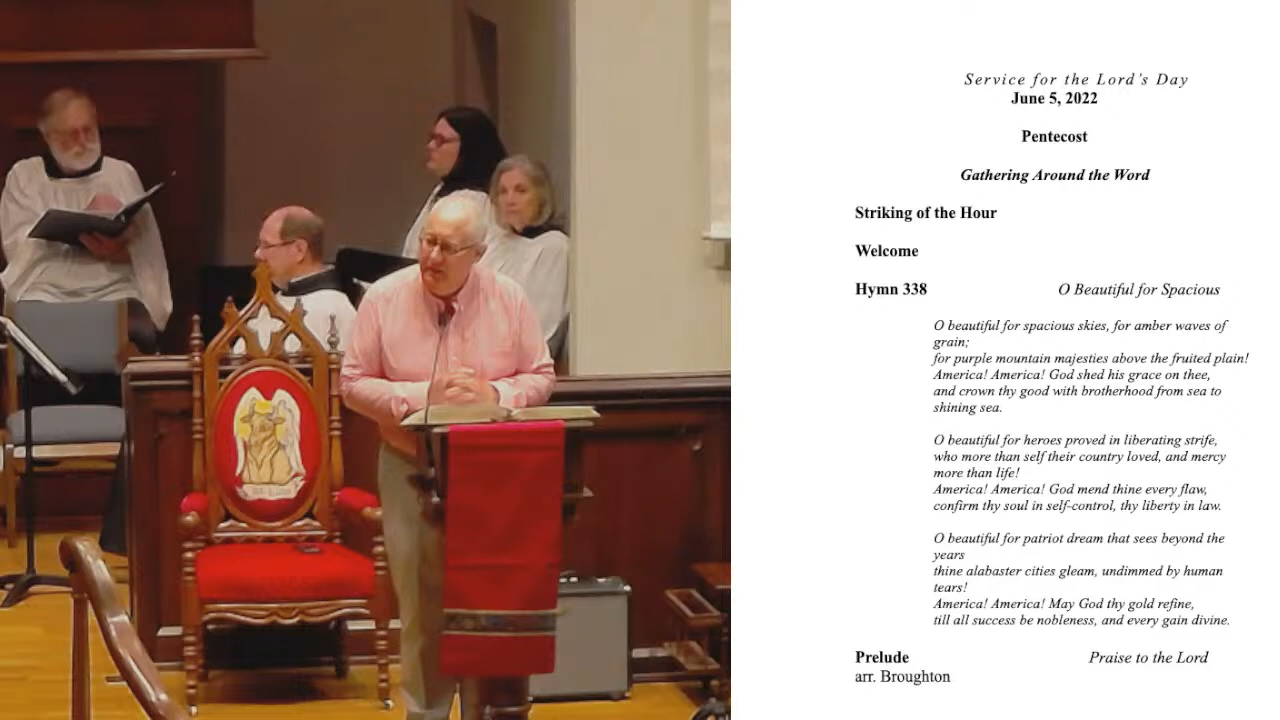 Service for the Lord's Day
June 5, 2022
Pentecost
Gathering Around the Word
Striking of the Hour
Welcome
Hymn 338 O Beautiful for Spacious
O beautiful for spacious skies, for amber waves of
grain;
for purple mountain majesties above the fruited plain!
America! America! God shed his grace on thee,
and crown thy good with brotherhood from sea to
shining sea.
O beautiful for heroes proved in liberating strife,
who more than self their country loved, and mercy
more than life!
America! America! God mend thine every flaw,
confirm thy soul in self-control, thy liberty in law.
O beautiful for patriot dream that sees beyond the
years
thine alabaster cities gleam, undimmed by human
tears!
America! America! May God thy gold refine,
till all success be nobleness, and every gain divine.
Prelude Praise to the Lord
arr. Broughton